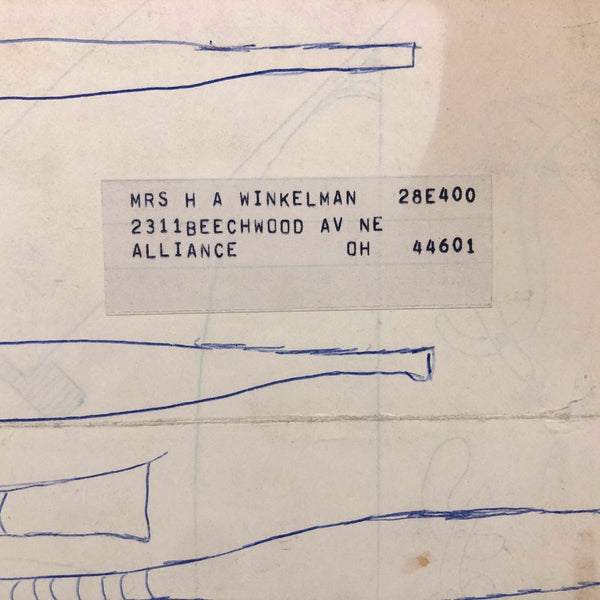 MRS H A WINKELMAN 28E400
2311BEECHWOOD AV NE
ALLIANCE OH 44601